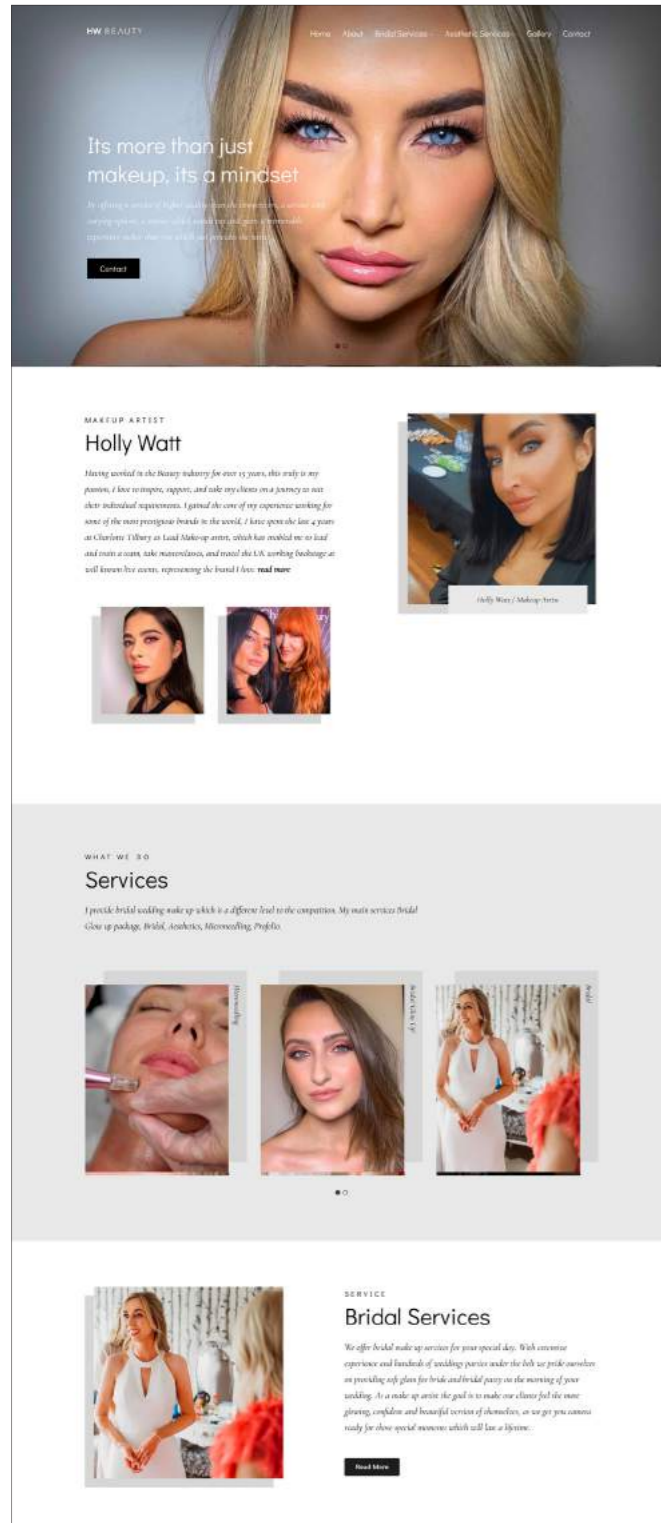 HW BEAUTY
Home About Bridal Services Aesthetic Services Gallery Contact
Its more than just
makeup, its a mindset
Contact
MAKEUP ARTIST
Holly Watt
Having worked in the Beauty industry for over 15 years, this truly is my
passion, I love to inspire, support, and take my clients on a journey to suit
their individual requirements. I gained the core of my experience working for
some of the most prestigious brands in the world, I have spent the last 4 years
at Charlotte Tilbury as Lead Make-up artist, which has enabled me to lead
and train a team, take masterclasses, and travel the UK working backstage at
well known live events, representing the brand I love. read more
Holly Watt / Makeup Artist
WHAT WE DO
Services
I provide bridal wedding make up which is a different level to the competition. My main services Bridal
Glow up package, Bridal, Aesthetics, Microneedling, Profolio.
Microneedling
Bridal Glow Up
Bridal
SERVICE
Bridal Services
We offer bridal make up services for your special day. With extensive
experience and hundreds of weddings parties under the belt we pride ourselves
on providing soft glam for bride and bridal party on the morning of your
wedding. As a make up artist the goal is to make our clients feel the most
glowing, confident and beautiful version of themselves, as we get you camera
ready for those special moments which will last a lifetime.
Read More